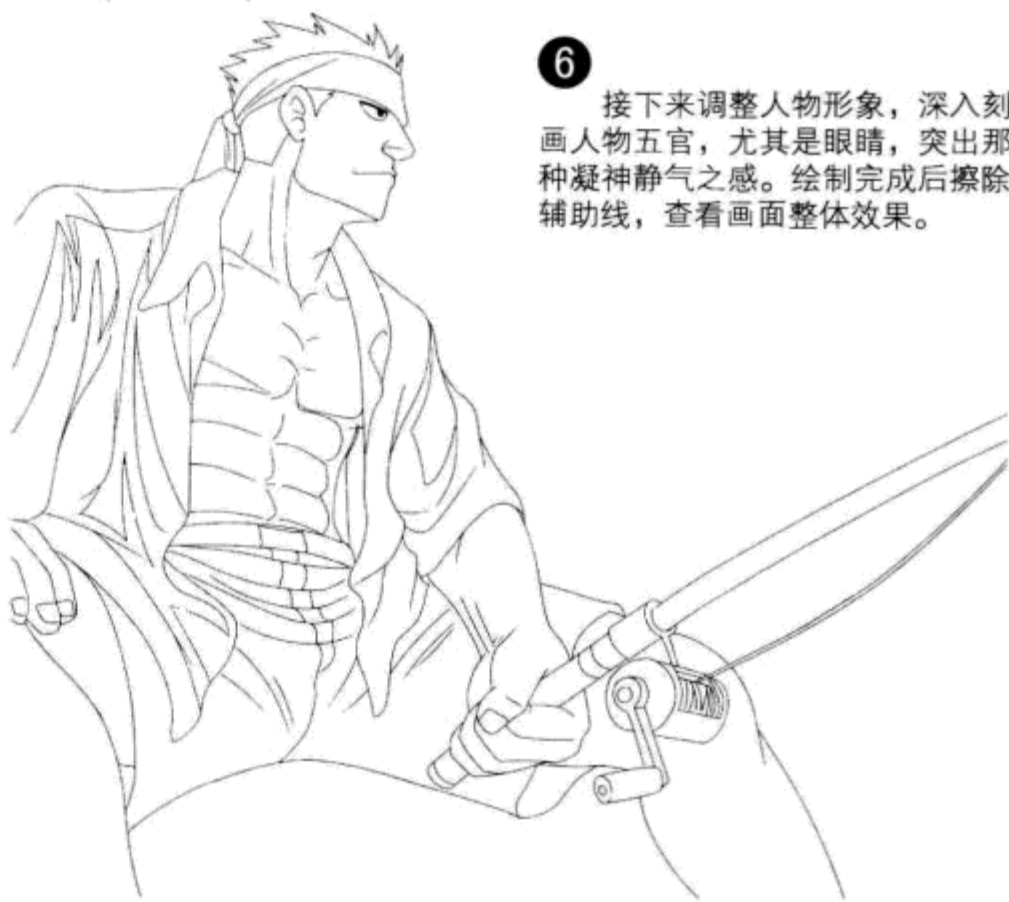 6
接下来调整人物形象，深入刻
画人物五官，尤其是眼睛，突出那
种凝神静气之感。绘制完成后擦除
辅助线，查看画面整体效果。